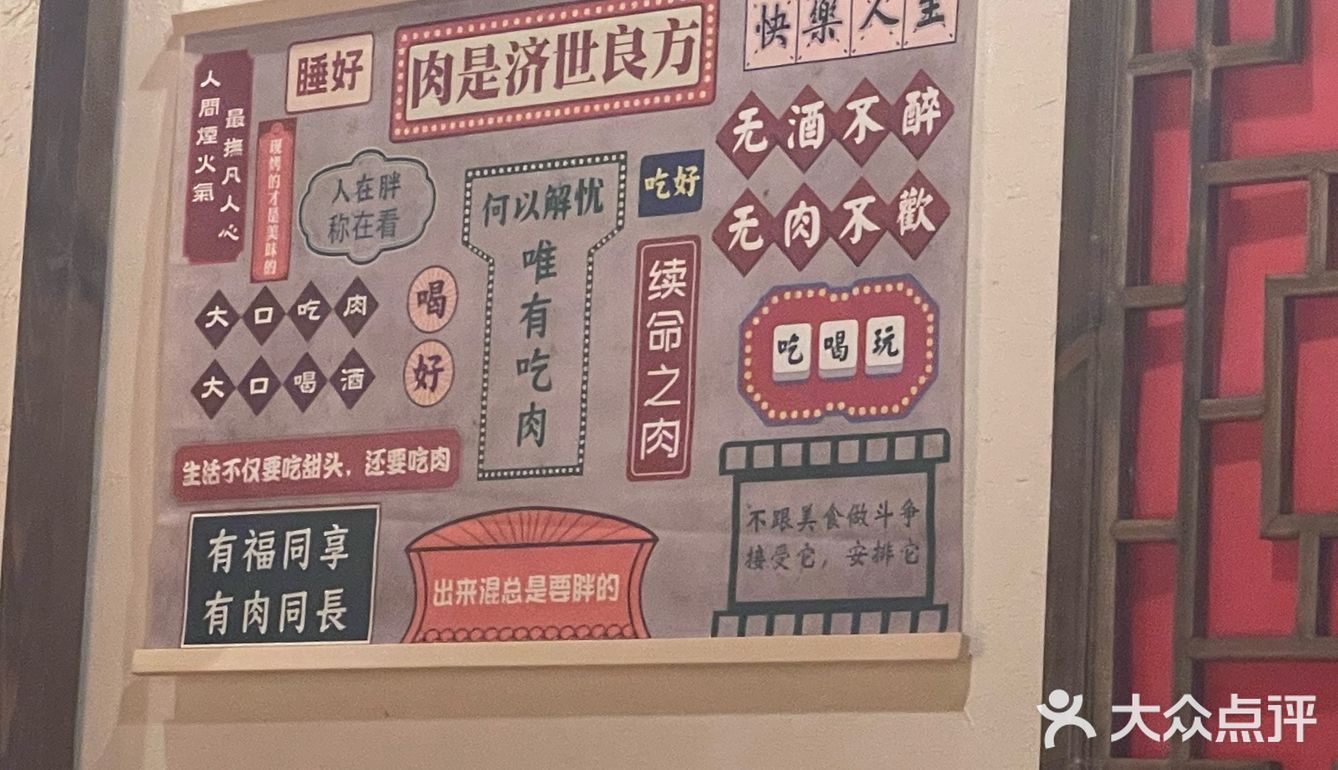 快樂人生
肉是济世良方
睡好
人間煙火氣
最撫凡人心
现烤的才是美味的
人在胖
称在看
何以解忧
唯有吃肉
吃好
无酒不醉
无肉不歡
大口吃肉
大口喝酒
喝好
续命之肉
吃喝玩
生活不仅要吃甜头，还要吃肉
有福同享
有肉同長
出来混总是要胖的
不跟美食做斗争
接受它，安排它
大众点评